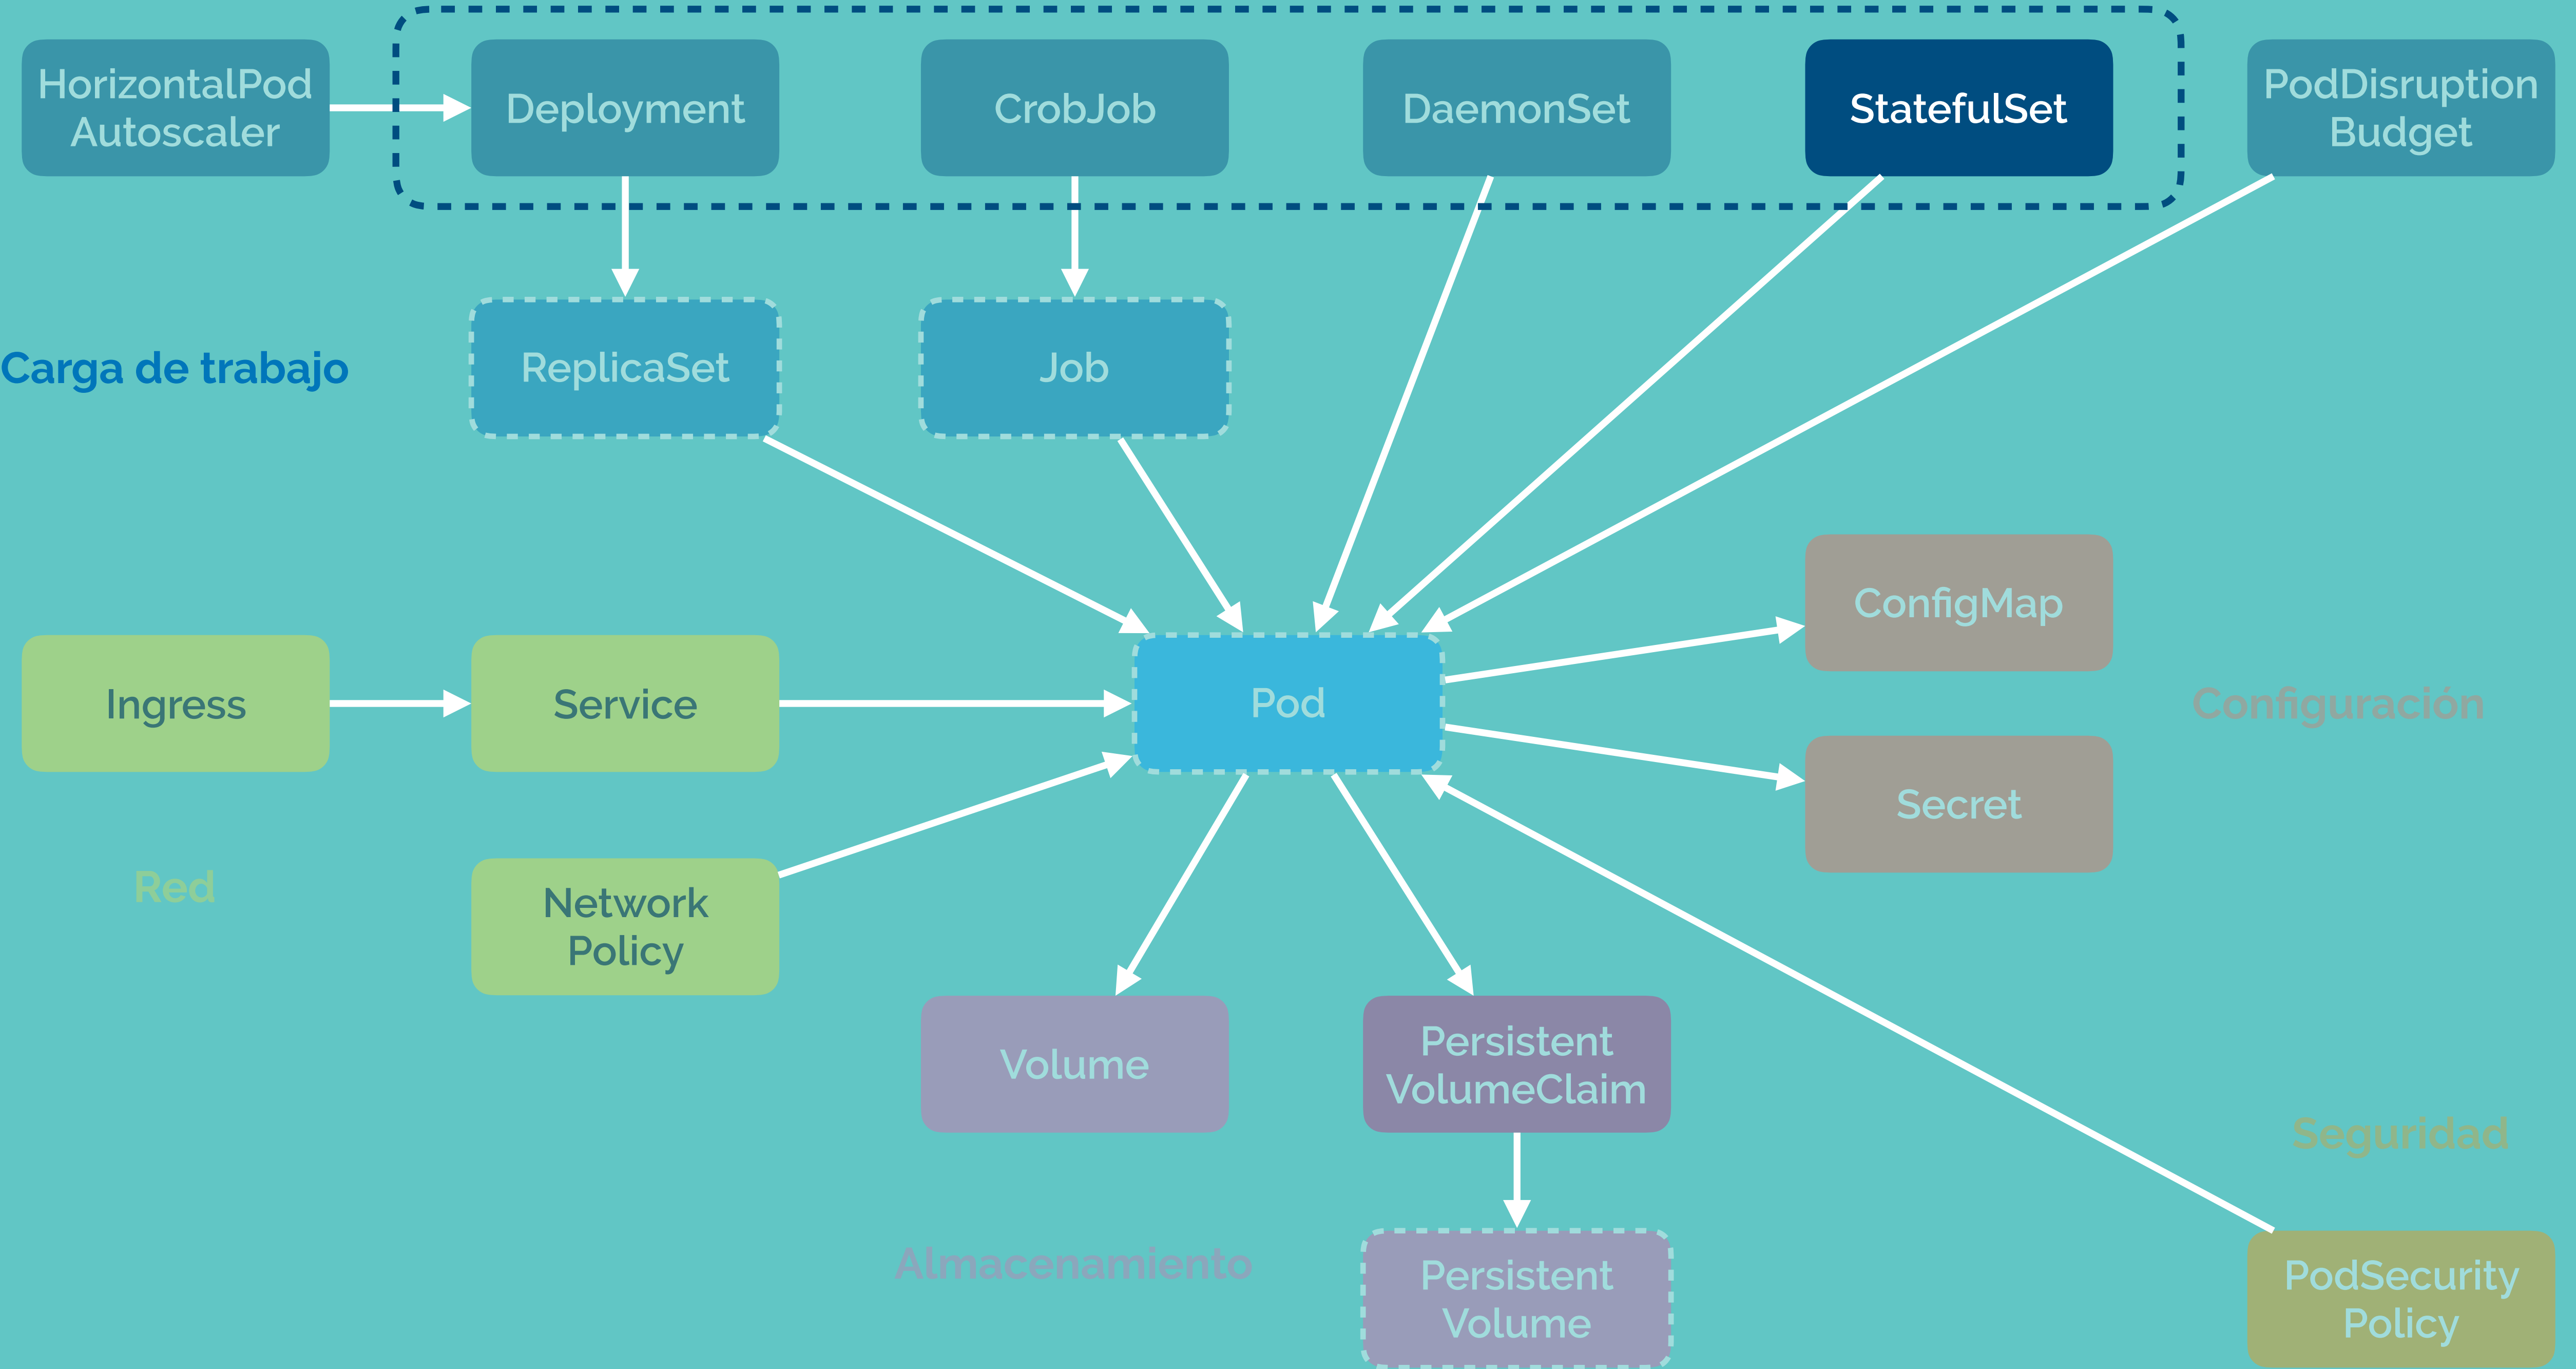 HorizontalPod
Autoscaler
Deployment
CrobJob
DaemonSet
StatefulSet
PodDisruption
Budget
Carga de trabajo
ReplicaSet
Job
ConfigMap
Ingress
Service
Pod
Configuración
Secret
Red
Network
Policy
Volume
Persistent
VolumeClaim
Seguridad
Almacenamiento
Persistent
Volume
PodSecurity
Policy